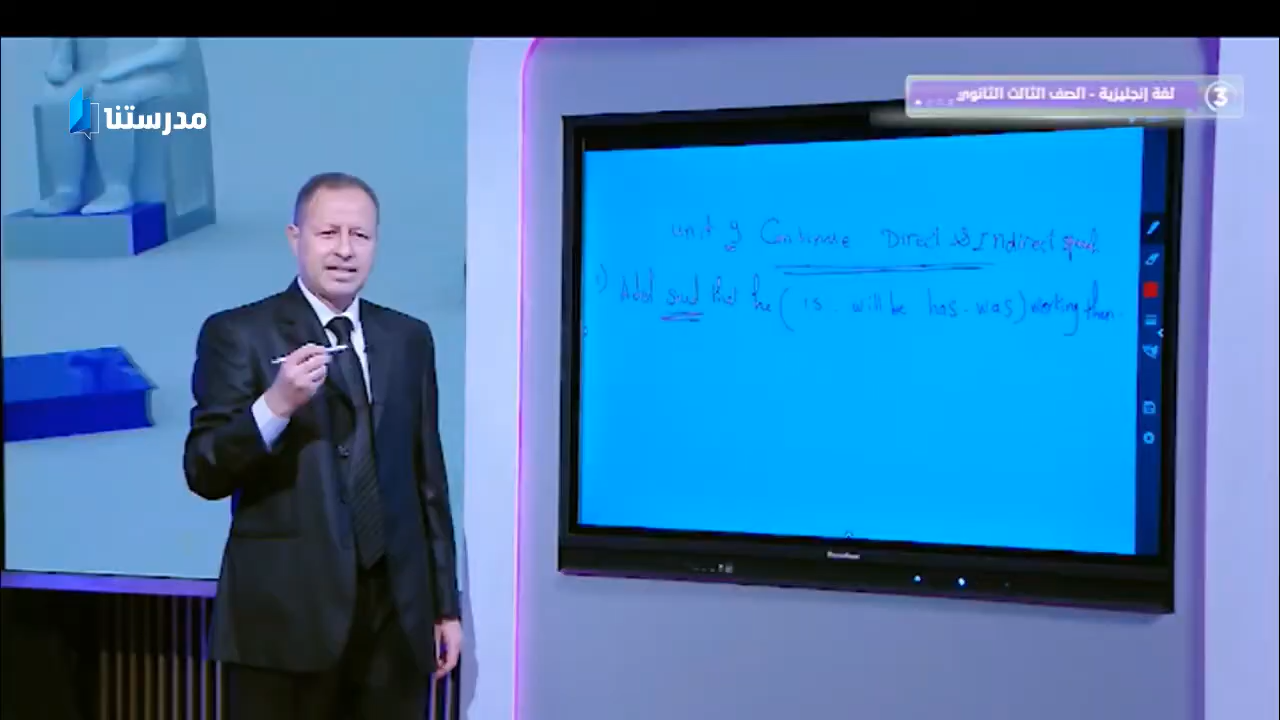 مدرستنا
لغة إنجليزية - الصف الثالث الثانوي
3
unit 9 Continue Direct & Indirect speech
1) Adel said that he ( is . will be has . was ) working then.